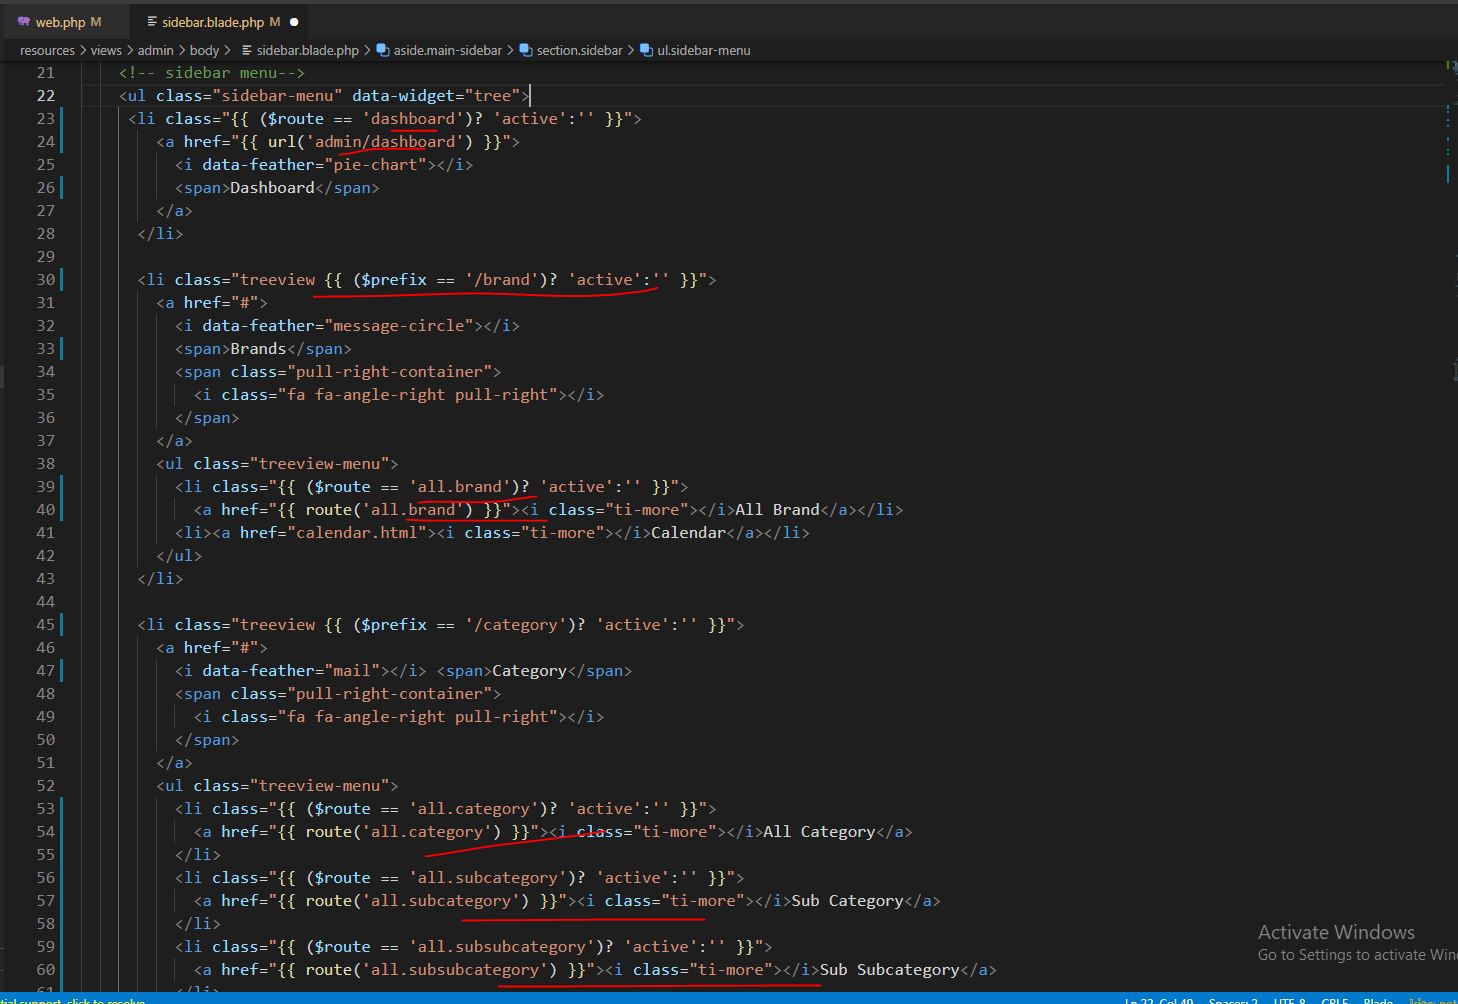 web.php M
sidebar.blade.php M
resources > views > admin > body > sidebar.blade.php > aside.main-sidebar > section.sidebar > ul.sidebar-menu
21 <!-- sidebar menu-->
22 <ul class="sidebar-menu" data-widget="tree">
23 <li class="{{ ($route == 'dashboard')? 'active':'' }}">
24 <a href="{{ url('admin/dashboard') }}">
25 <i data-feather="pie-chart"></i>
26 <span>Dashboard</span>
27 </a>
28 </li>
29
30 <li class="treeview {{ ($prefix == '/brand')? 'active':'' }}">
31 <a href="#">
32 <i data-feather="message-circle"></i>
33 <span>Brands</span>
34 <span class="pull-right-container">
35 <i class="fa fa-angle-right pull-right"></i>
36 </span>
37 </a>
38 <ul class="treeview-menu">
39 <li class="{{ ($route == 'all.brand')? 'active':'' }}">
40 <a href="{{ route('all.brand') }}"><i class="ti-more"></i>All Brand</a></li>
41 <li><a href="calendar.html"><i class="ti-more"></i>Calendar</a></li>
42 </ul>
43 </li>
44
45 <li class="treeview {{ ($prefix == '/category')? 'active':'' }}">
46 <a href="#">
47 <i data-feather="mail"></i> <span>Category</span>
48 <span class="pull-right-container">
49 <i class="fa fa-angle-right pull-right"></i>
50 </span>
51 </a>
52 <ul class="treeview-menu">
53 <li class="{{ ($route == 'all.category')? 'active':'' }}">
54 <a href="{{ route('all.category') }}"><i class="ti-more"></i>All Category</a>
55 </li>
56 <li class="{{ ($route == 'all.subcategory')? 'active':'' }}">
57 <a href="{{ route('all.subcategory') }}"><i class="ti-more"></i>Sub Category</a>
58 </li>
59 <li class="{{ ($route == 'all.subsubcategory')? 'active':'' }}">
60 <a href="{{ route('all.subsubcategory') }}"><i class="ti-more"></i>Sub Subcategory</a>
61 </li>
Activate Windows
Go to Settings to activate Win
tial support, click to resolve
Ln 22, Col 49 Spaces: 2 UTF-8 CRLF Blade